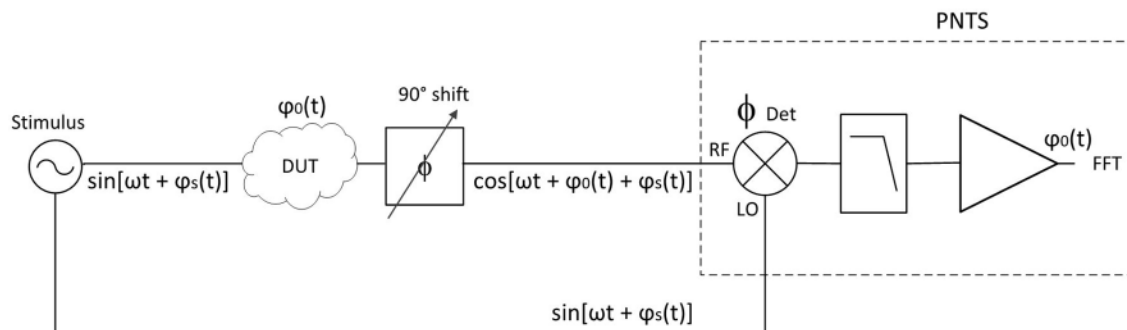 PNTS
90° shift
φ₀(t)
Stimulus
ϕ Det
DUT
ϕ
RF
φ₀(t)
FFT
sin[ωt + φₛ(t)]
cos[ωt + φ₀(t) + φₛ(t)]
LO
sin[ωt + φₛ(t)]